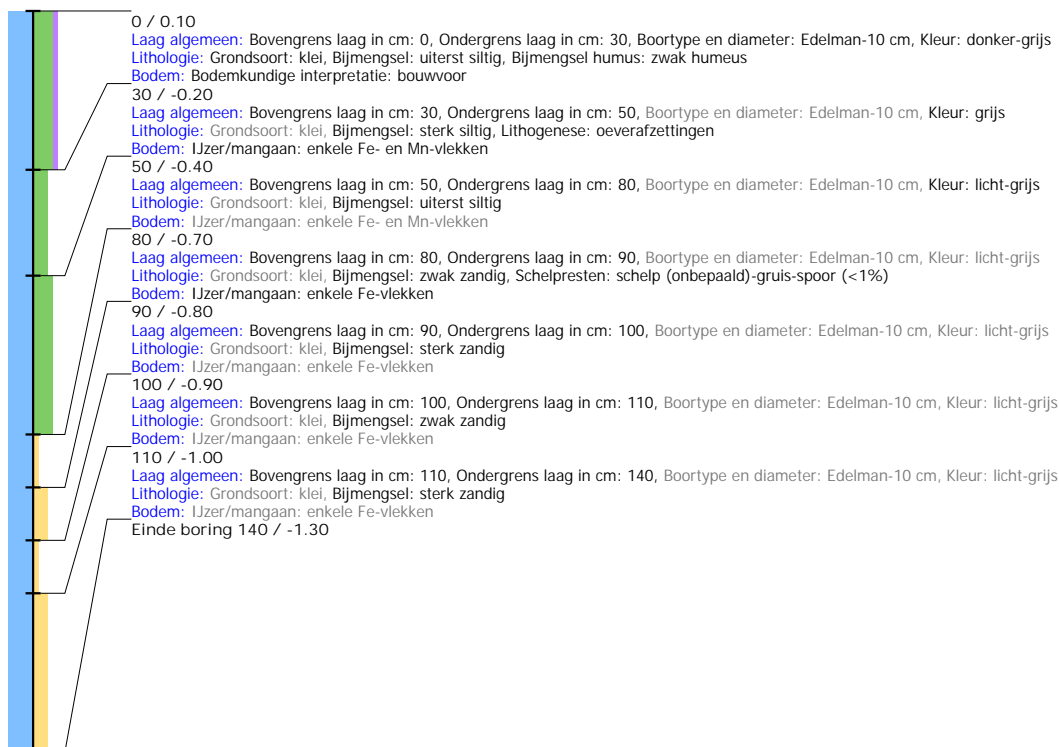 0 / 0.10
Laag algemeen: Bovengrens laag in cm: 0, Ondergrens laag in cm: 30, Boortype en diameter: Edelman-10 cm, Kleur: donker-grijs
Lithologie: Grondsoort: klei, Bijmengsel: uiterst siltig, Bijmengsel humus: zwak humeus
Bodem: Bodemkundige interpretatie: bouwvoor
30 / -0.20
Laag algemeen: Bovengrens laag in cm: 30, Ondergrens laag in cm: 50, Boortype en diameter: Edelman-10 cm, Kleur: grijs
Lithologie: Grondsoort: klei, Bijmengsel: sterk siltig, Lithogenese: oeverafzettingen
Bodem: IJzer/mangaan: enkele Fe- en Mn-vlekken
50 / -0.40
Laag algemeen: Bovengrens laag in cm: 50, Ondergrens laag in cm: 80, Boortype en diameter: Edelman-10 cm, Kleur: licht-grijs
Lithologie: Grondsoort: klei, Bijmengsel: uiterst siltig
Bodem: IJzer/mangaan: enkele Fe- en Mn-vlekken
80 / -0.70
Laag algemeen: Bovengrens laag in cm: 80, Ondergrens laag in cm: 90, Boortype en diameter: Edelman-10 cm, Kleur: licht-grijs
Lithologie: Grondsoort: klei, Bijmengsel: zwak zandig, Schelpresten: schelp (onbepaald)-gruis-spoor (<1%)
Bodem: IJzer/mangaan: enkele Fe-vlekken
90 / -0.80
Laag algemeen: Bovengrens laag in cm: 90, Ondergrens laag in cm: 100, Boortype en diameter: Edelman-10 cm, Kleur: licht-grijs
Lithologie: Grondsoort: klei, Bijmengsel: sterk zandig
Bodem: IJzer/mangaan: enkele Fe-vlekken
100 / -0.90
Laag algemeen: Bovengrens laag in cm: 100, Ondergrens laag in cm: 110, Boortype en diameter: Edelman-10 cm, Kleur: licht-grijs
Lithologie: Grondsoort: klei, Bijmengsel: zwak zandig
Bodem: IJzer/mangaan: enkele Fe-vlekken
110 / -1.00
Laag algemeen: Bovengrens laag in cm: 110, Ondergrens laag in cm: 140, Boortype en diameter: Edelman-10 cm, Kleur: licht-grijs
Lithologie: Grondsoort: klei, Bijmengsel: sterk zandig
Bodem: IJzer/mangaan: enkele Fe-vlekken
Einde boring 140 / -1.30